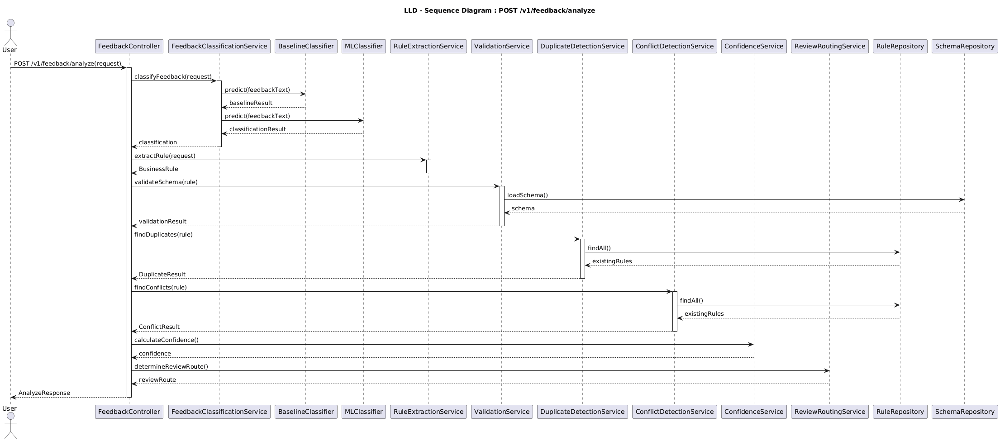 LLD - Sequence Diagram : POST /v1/feedback/analyze
User
FeedbackController
FeedbackClassificationService
BaselineClassifier
MLClassifier
RuleExtractionService
ValidationService
DuplicateDetectionService
ConflictDetectionService
ConfidenceService
ReviewRoutingService
RuleRepository
SchemaRepository
POST /v1/feedback/analyze(request)
classifyFeedback(request)
predict(feedbackText)
baselineResult
predict(feedbackText)
classificationResult
classification
extractRule(request)
BusinessRule
validateSchema(rule)
loadSchema()
schema
validationResult
findDuplicates(rule)
findAll()
existingRules
DuplicateResult
findConflicts(rule)
findAll()
existingRules
ConflictResult
calculateConfidence()
confidence
determineReviewRoute()
reviewRoute
AnalyzeResponse
User
FeedbackController
FeedbackClassificationService
BaselineClassifier
MLClassifier
RuleExtractionService
ValidationService
DuplicateDetectionService
ConflictDetectionService
ConfidenceService
ReviewRoutingService
RuleRepository
SchemaRepository